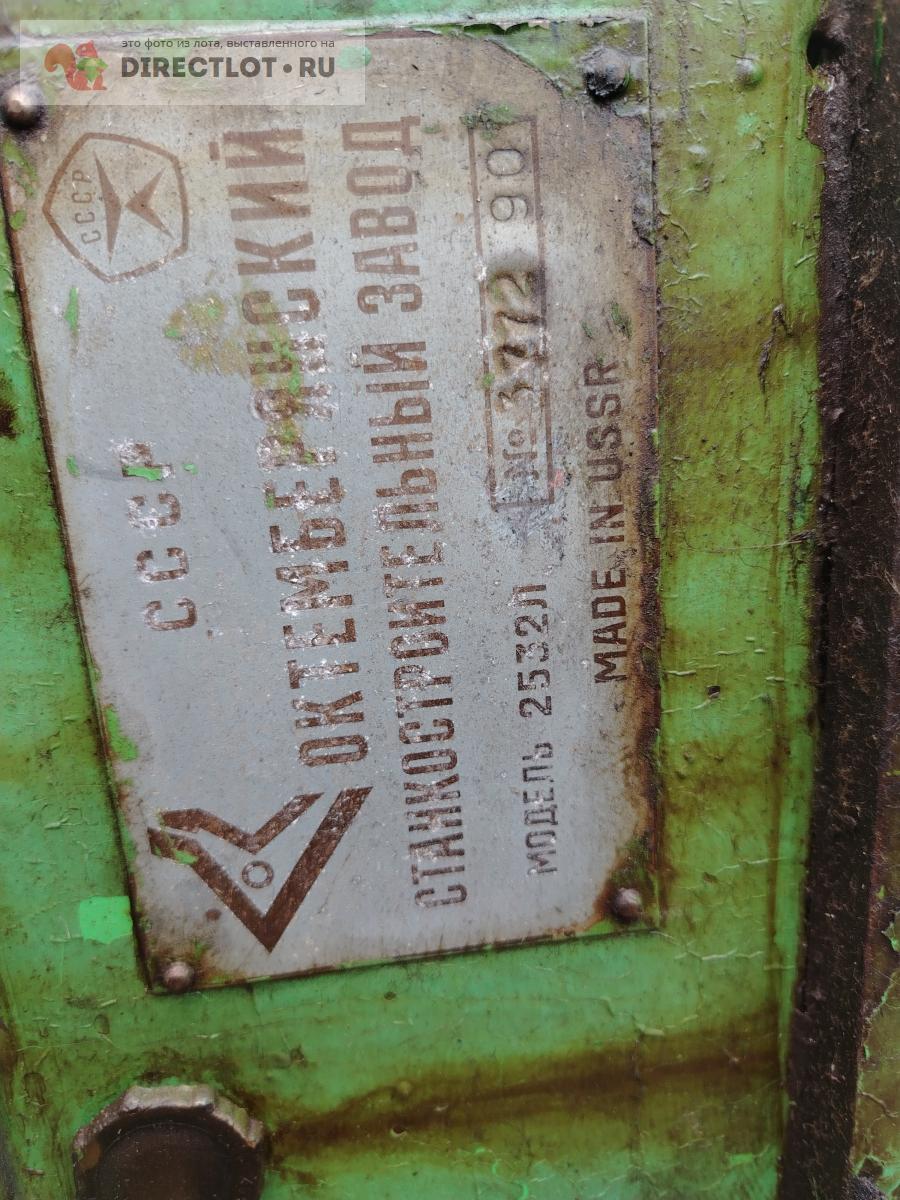 это фото из лота, выставленного на
DIRECTLOT.RU
СССР
СССР
ОКТЕМБЕРЯНСКИЙ
СТАНКОСТРОИТЕЛЬНЫЙ ЗАВОД
МОДЕЛЬ 2532Л
№ 3772 90
MADE IN USSR